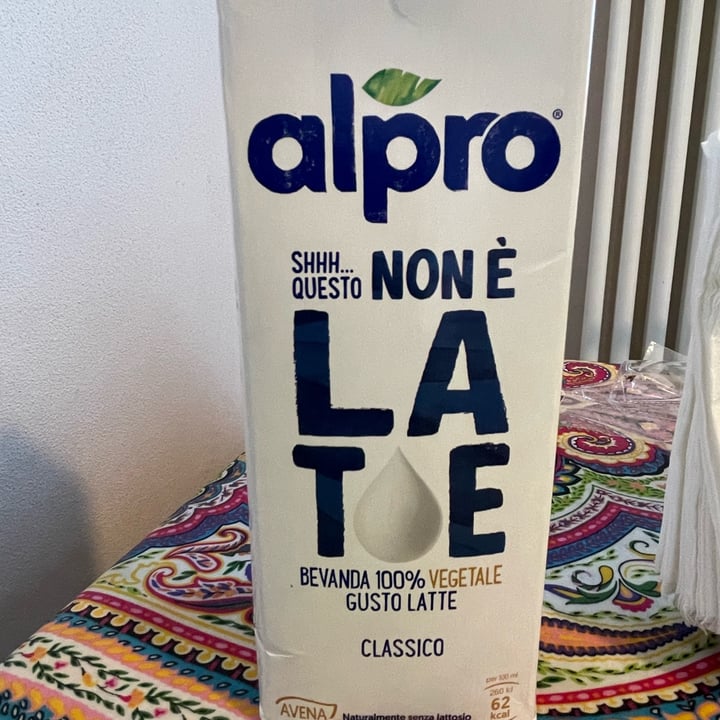 alpro®
SHHH... QUESTO NON È
LA
T E
BEVANDA 100% VEGETALE
GUSTO LATTE
CLASSICO
per 100 ml
260 kJ
62
kcal
AVENA
Naturalmente senza lattosio